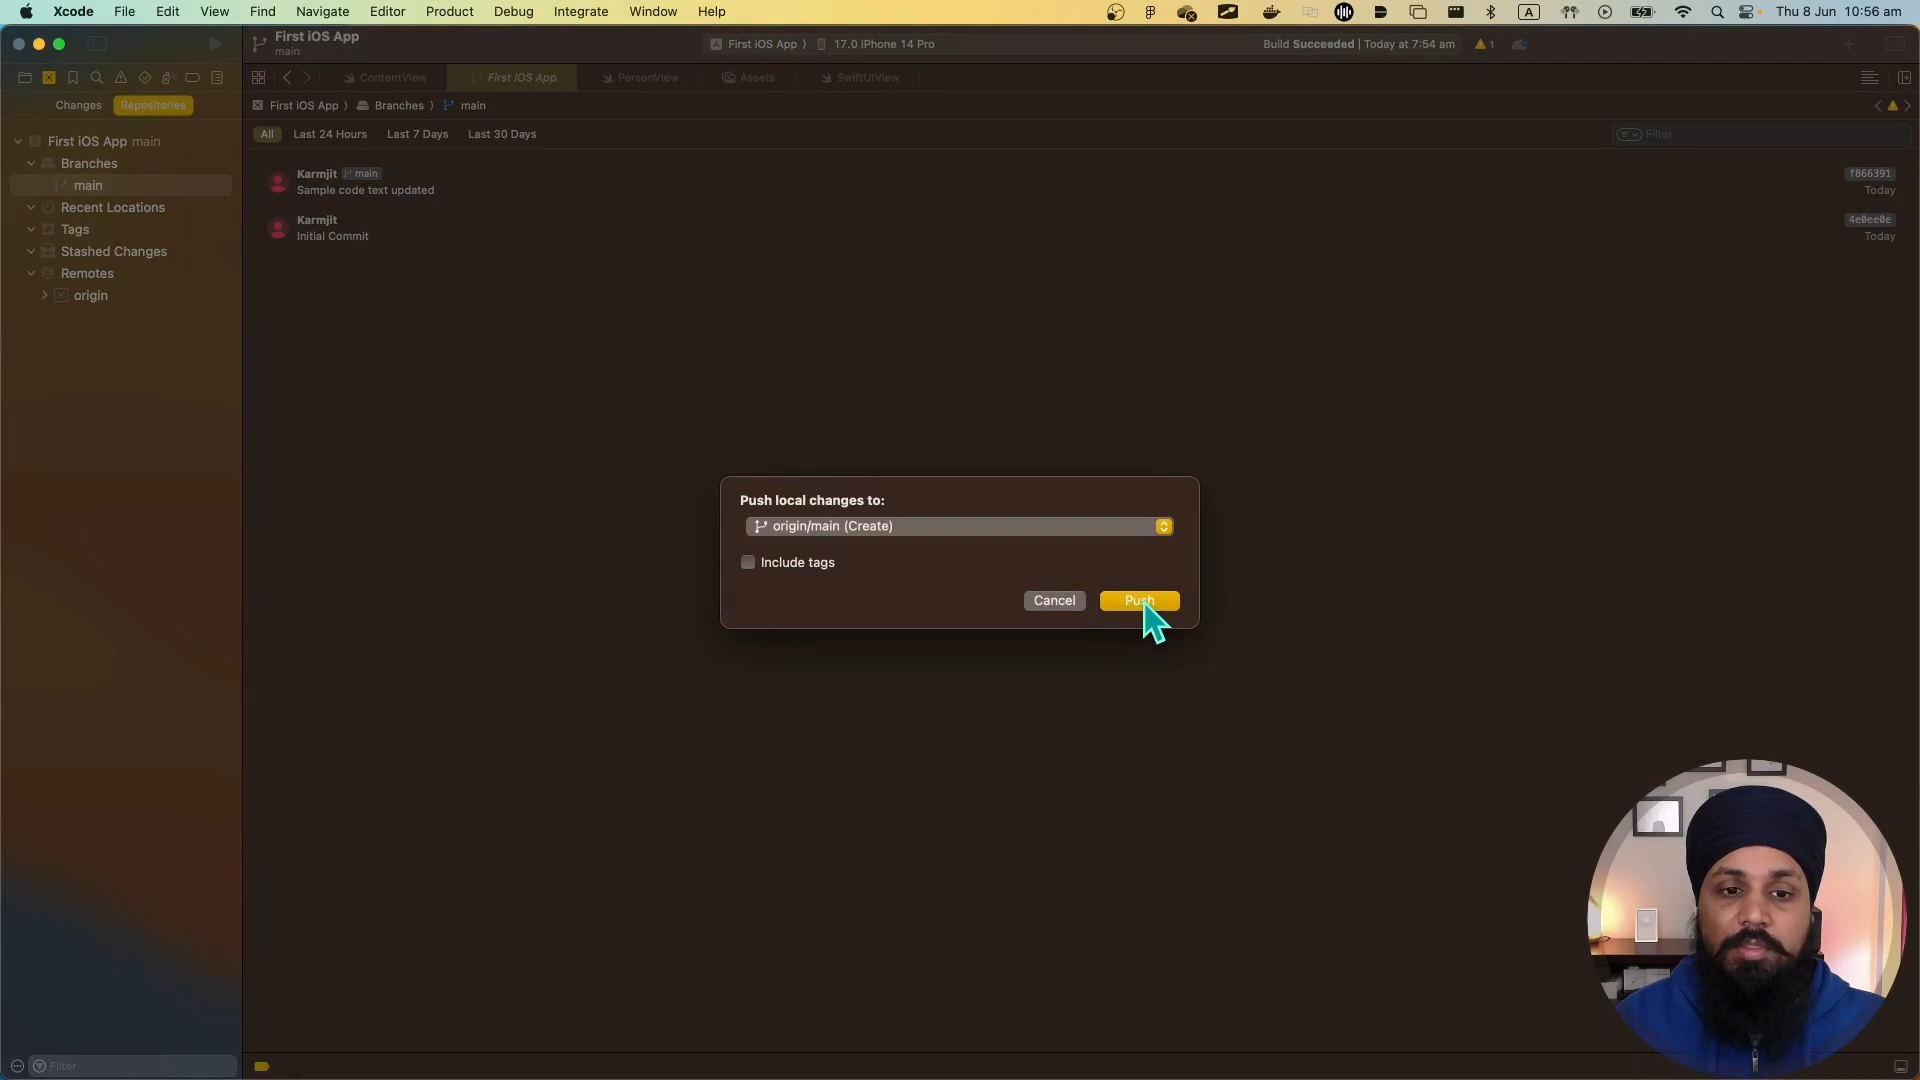 Xcode File Edit View Find Navigate Editor Product Debug Integrate Window Help
A
Thu 8 Jun 10:56 am
First iOS App
main
First iOS App
17.0 iPhone 14 Pro
Build Succeeded | Today at 7:54 am
1
ContentView
First iOS App
PersonView
Assets
SwiftUIView
Changes
Repositories
First iOS App
Branches
main
All
Last 24 Hours
Last 7 Days
Last 30 Days
Filter
First iOS App main
Branches
main
Recent Locations
Tags
Stashed Changes
Remotes
origin
Karmjit main
f866391
Sample code text updated
Today
Karmjit
4e0ee0e
Initial Commit
Today
Push local changes to:
origin/main (Create)
Include tags
Cancel
Push
Filter